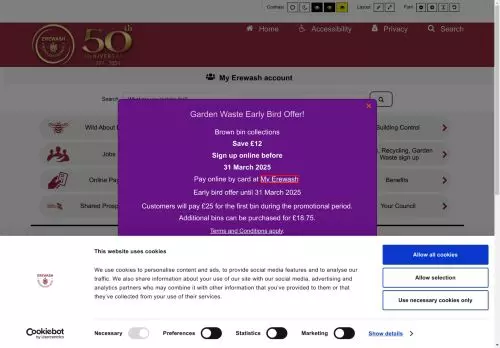 Contrast
Layout
Font
Home
Accessibility
Privacy
Search
EREWASH
50th
ANNIVERSARY
My Erewash account
Search
Wild About
Building Control
Jobs
, Recycling, Garden
Waste sign up
Online Pay
Benefits
Shared Prosp
Your Council
Garden Waste Early Bird Offer!
Brown bin collections
Save £12
Sign up online before
31 March 2025
Pay online by card at My Erewash
Early bird offer until 31 March 2025
Customers will pay £25 for the first bin during the promotional period.
Additional bins can be purchased for £18.75.
Terms and Conditions apply.
EREWASH
Cookiebot
by Usercentrics
This website uses cookies
We use cookies to personalise content and ads, to provide social media features and to analyse our
traffic. We also share information about your use of our site with our social media, advertising and
analytics partners who may combine it with other information that you've provided to them or that
they've collected from your use of their services.
Necessary
Preferences
Statistics
Marketing
Show details
Allow all cookies
Allow selection
Use necessary cookies only